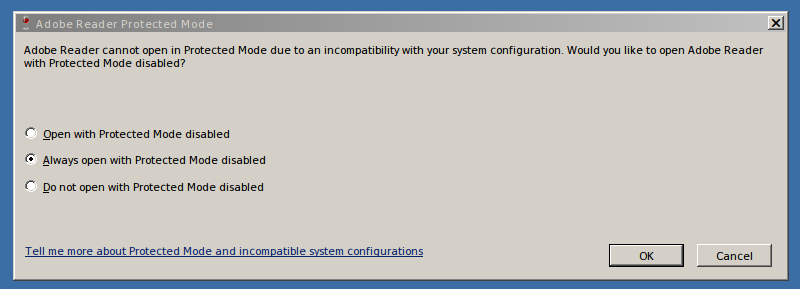 Adobe Reader Protected Mode
Adobe Reader cannot open in Protected Mode due to an incompatibility with your system configuration. Would you like to open Adobe Reader
with Protected Mode disabled?
Open with Protected Mode disabled
Always open with Protected Mode disabled
Do not open with Protected Mode disabled
Tell me more about Protected Mode and incompatible system configurations
OK
Cancel